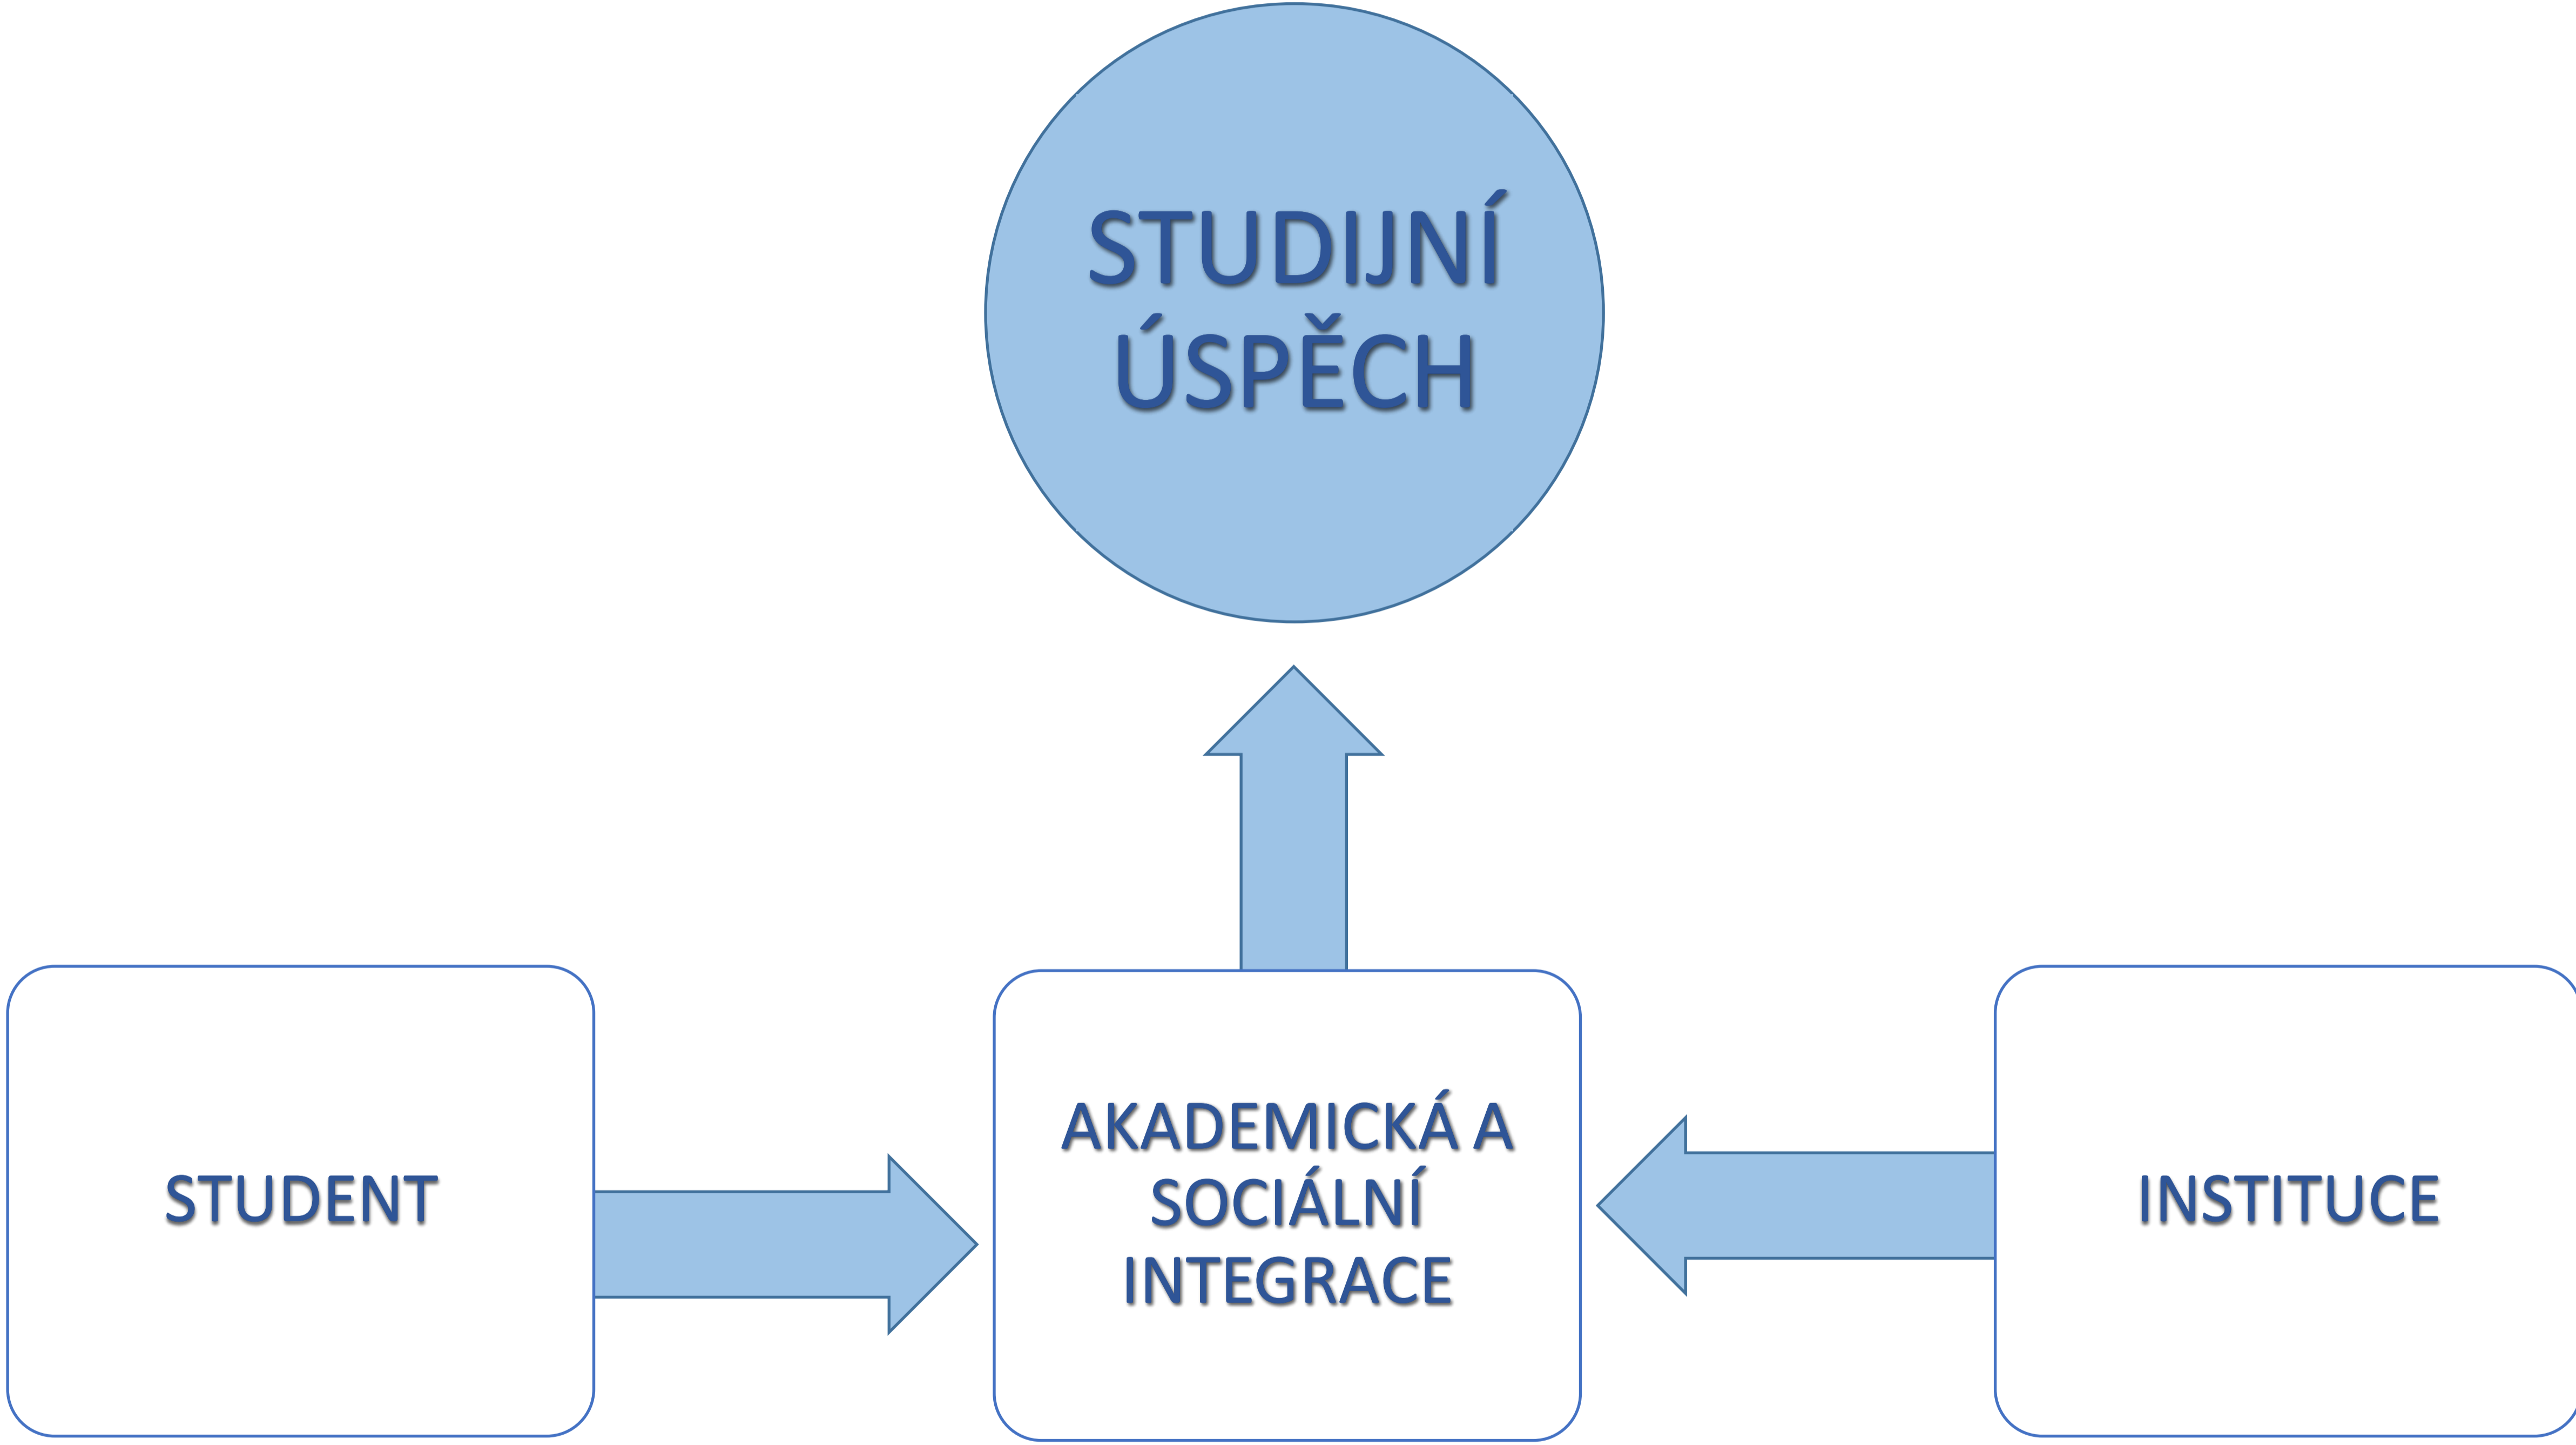 STUDIJNÍ
ÚSPĚCH
STUDENT
AKADEMICKÁ A
SOCIÁLNÍ
INTEGRACE
INSTITUCE